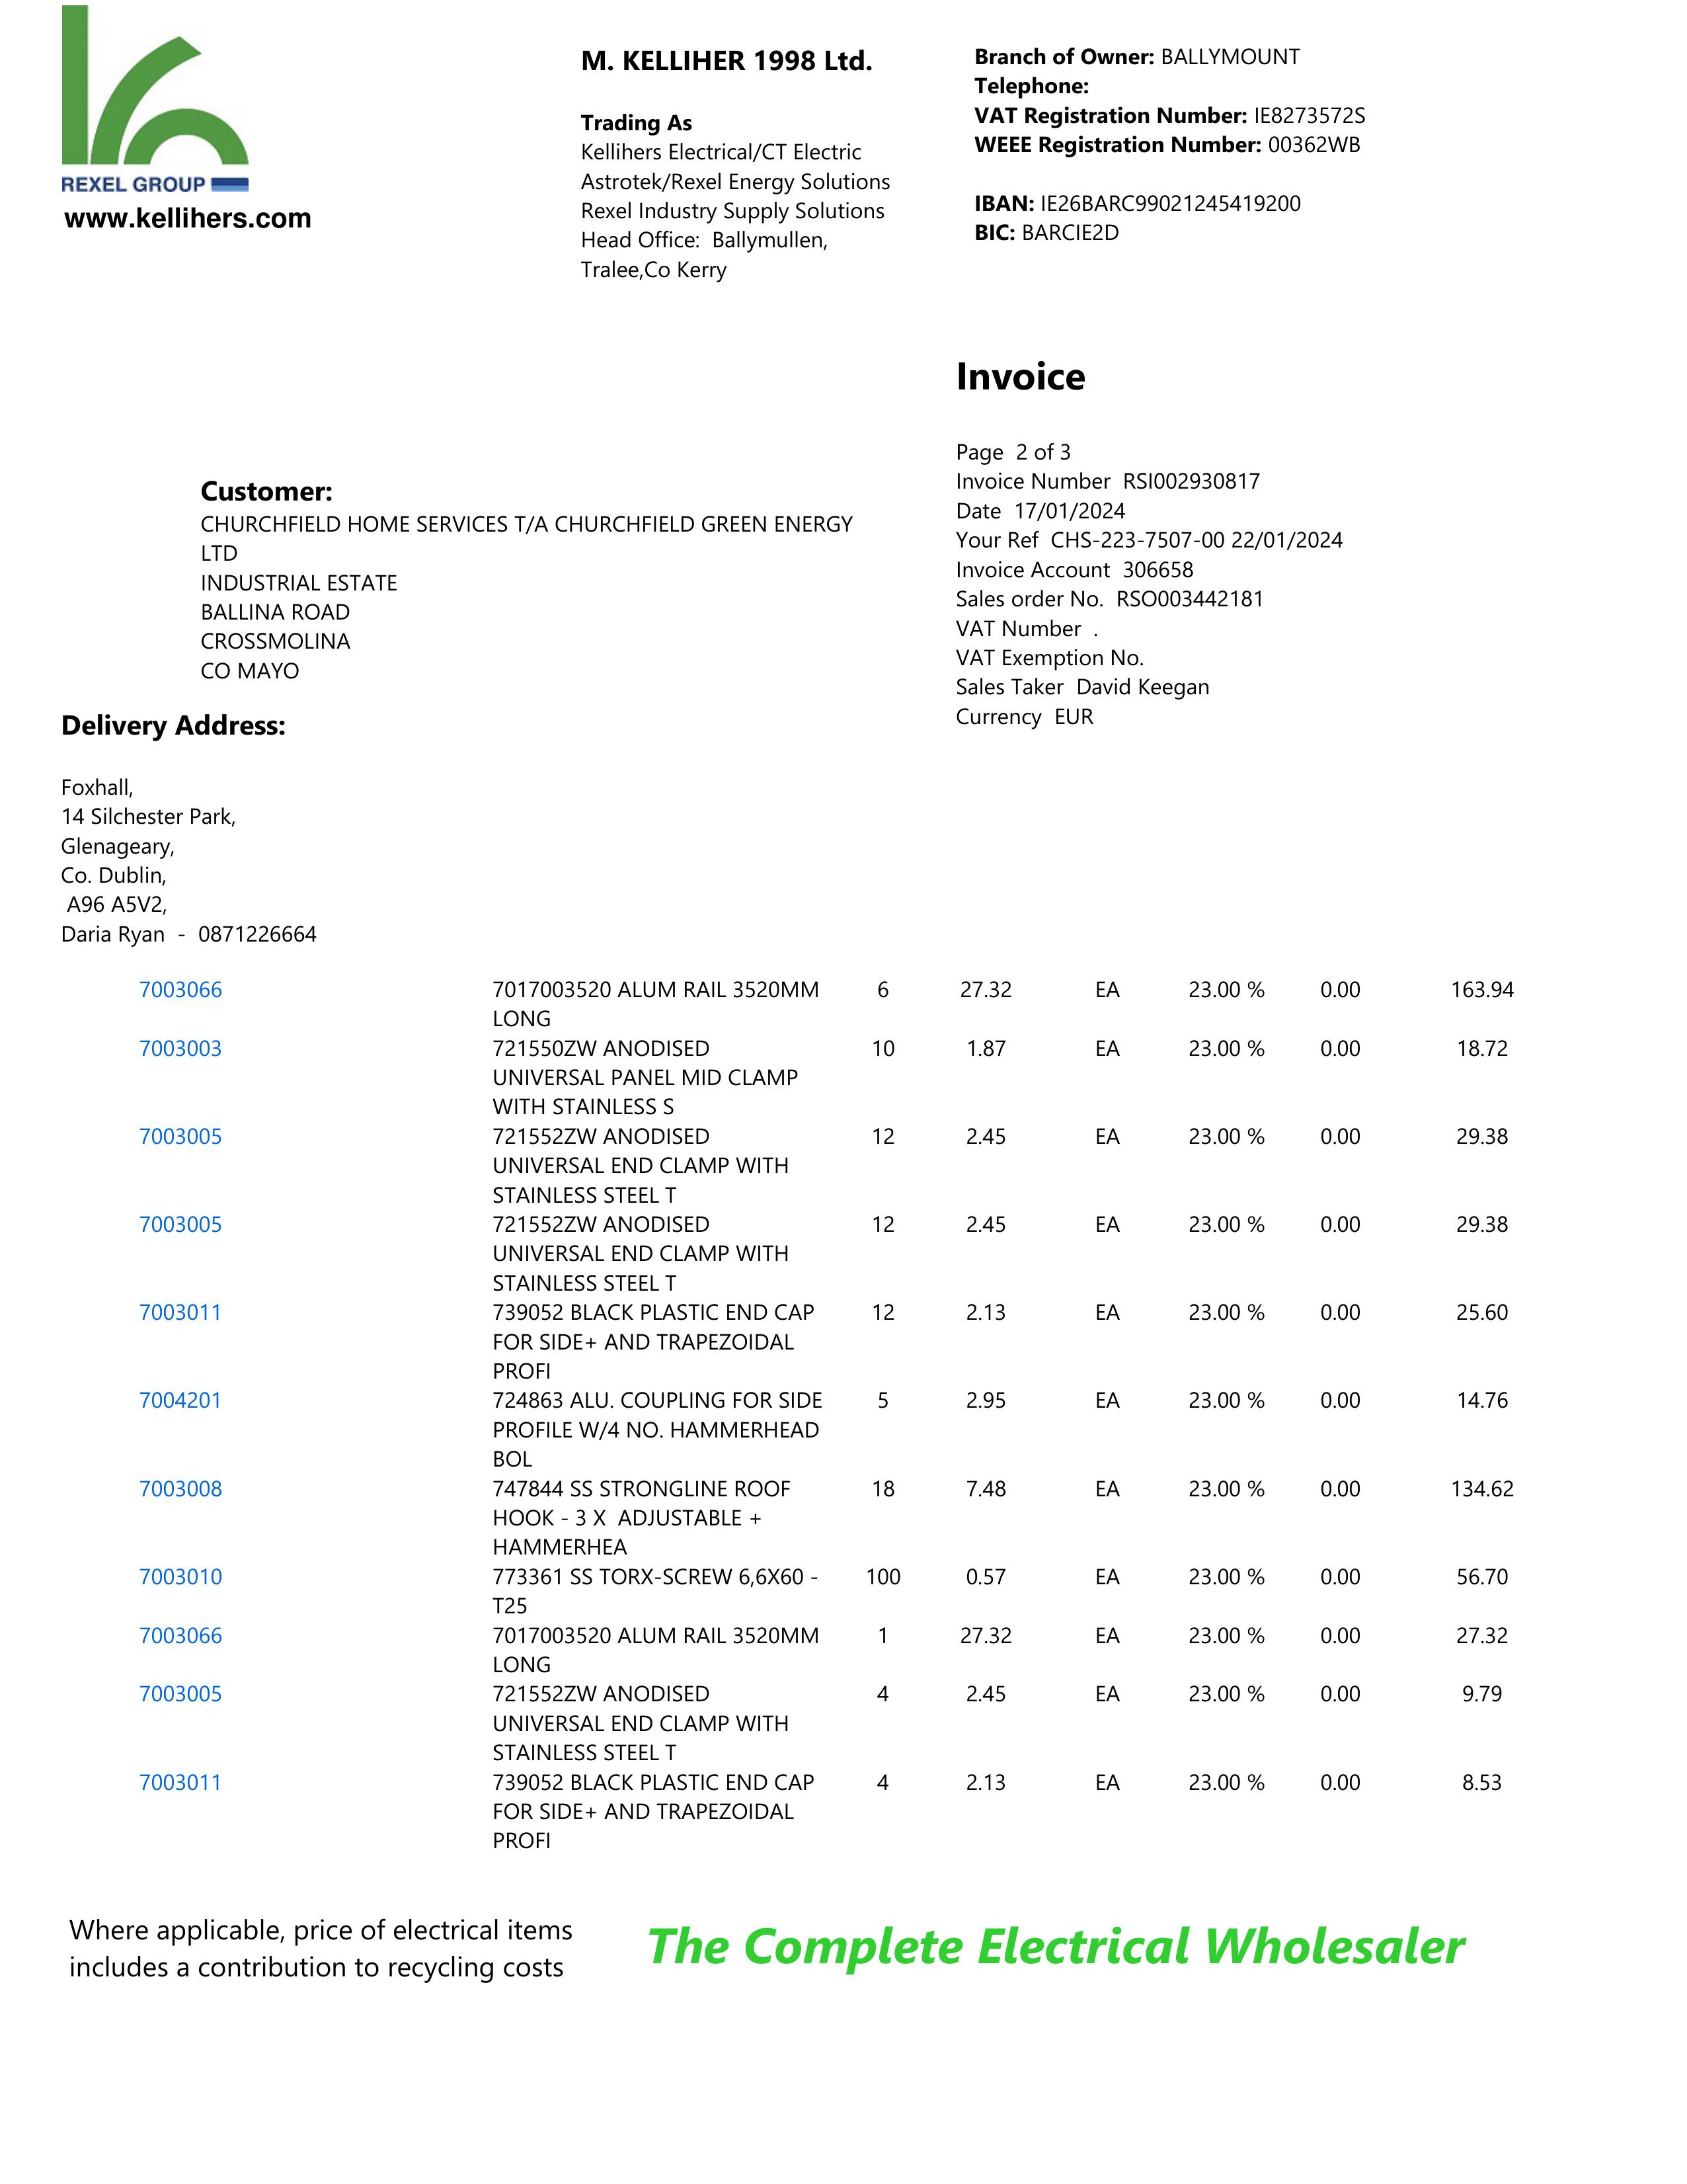 REXEL GROUP
www.kellihers.com
M. KELLIHER 1998 Ltd.
Trading As
Kellihers Electrical/CT Electric
Astrotek/Rexel Energy Solutions
Rexel Industry Supply Solutions
Head Office:  Ballymullen,
Tralee,Co Kerry
Branch of Owner: BALLYMOUNT
Telephone:
VAT Registration Number: IE8273572S
WEEE Registration Number: 00362WB
IBAN: IE26BARC99021245419200
BIC: BARCIE2D
Invoice
Page  2 of 3
Invoice Number  RSI002930817
Date  17/01/2024
Your Ref  CHS-223-7507-00 22/01/2024
Invoice Account  306658
Sales order No.  RSO003442181
VAT Number  .
VAT Exemption No.
Sales Taker  David Keegan
Currency  EUR
Customer:
CHURCHFIELD HOME SERVICES T/A CHURCHFIELD GREEN ENERGY
LTD
INDUSTRIAL ESTATE
BALLINA ROAD
CROSSMOLINA
CO MAYO
Delivery Address:
Foxhall,
14 Silchester Park,
Glenageary,
Co. Dublin,
A96 A5V2,
Daria Ryan  -  0871226664
7003066 7017003520 ALUM RAIL 3520MM 6 27.32 EA 23.00 % 0.00 163.94
LONG
7003003 721550ZW ANODISED 10 1.87 EA 23.00 % 0.00 18.72
UNIVERSAL PANEL MID CLAMP
WITH STAINLESS S
7003005 721552ZW ANODISED 12 2.45 EA 23.00 % 0.00 29.38
UNIVERSAL END CLAMP WITH
STAINLESS STEEL T
7003005 721552ZW ANODISED 12 2.45 EA 23.00 % 0.00 29.38
UNIVERSAL END CLAMP WITH
STAINLESS STEEL T
7003011 739052 BLACK PLASTIC END CAP 12 2.13 EA 23.00 % 0.00 25.60
FOR SIDE+ AND TRAPEZOIDAL
PROFI
7004201 724863 ALU. COUPLING FOR SIDE 5 2.95 EA 23.00 % 0.00 14.76
PROFILE W/4 NO. HAMMERHEAD
BOL
7003008 747844 SS STRONGLINE ROOF 18 7.48 EA 23.00 % 0.00 134.62
HOOK - 3 X  ADJUSTABLE +
HAMMERHEA
7003010 773361 SS TORX-SCREW 6,6X60 - 100 0.57 EA 23.00 % 0.00 56.70
T25
7003066 7017003520 ALUM RAIL 3520MM 1 27.32 EA 23.00 % 0.00 27.32
LONG
7003005 721552ZW ANODISED 4 2.45 EA 23.00 % 0.00 9.79
UNIVERSAL END CLAMP WITH
STAINLESS STEEL T
7003011 739052 BLACK PLASTIC END CAP 4 2.13 EA 23.00 % 0.00 8.53
FOR SIDE+ AND TRAPEZOIDAL
PROFI
Where applicable, price of electrical items
includes a contribution to recycling costs
The Complete Electrical Wholesaler